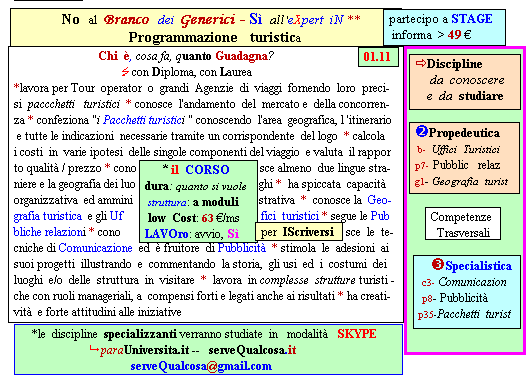 No al Branco dei Generici - Sì all'eXpert iN **
Programmazione turistica
partecipo a STAGE
informa > 49 €
Chi è, cosa fa, quanto Guadagna?
01.11
con Diploma, con Laurea
*lavora per Tour operator o grandi Agenzie di viaggi fornendo loro preci-
si paccchetti turistici * conosce l'andamento del mercato e della concorren-
za * confeziona "i Pacchetti turistici" conoscendo l'area geografica, l'itinerario
e tutte le indicazioni necessarie tramite un corrispondente del logo * calcola
i costi in varie ipotesi delle singole componenti del viaggio e valuta il rappor
to qualità / prezzo * cono
sce almeno due lingue stra-
niere e la geografia dei luo
ghi * ha spiccata capacità
organizzativa ed ammini
strativa * conosce la Geo-
grafia turistica e gli Uf
fici turistici * segue le Pub
bliche relazioni * cono
sce le te-
cniche di Comunicazione ed è fruitore di Pubblicità * stimola le adesioni ai
suoi progetti illustrando e commentando la storia, gli usi ed i costumi dei
luoghi e/o delle struttura in visitare * lavora in complesse strutture turisti -
che con ruoli manageriali, a compensi forti e legati anche ai risultati * ha creati-
vità e forte attitudini alle iniziative
* il CORSO
dura: quanto si vuole
struttura: a moduli
low Cost: 63 €/ms
LAVOro: avvio, Sì
per IScriversi
⇨Discipline
da conoscere
e da studiare
❷Propedeutica
b- Uffici Turistici
p7- Pubblic relaz
g1- Geografia turist
Competenze
Trasversali
❸Specialistica
c3- Comunicazion
p8- Pubblicità
p35-Pacchetti turist
*le discipline specializzanti verranno studiate in modalità SKYPE
paraUniversita.it -- serveQualcosa.it
serveQualcosa@gmail.com